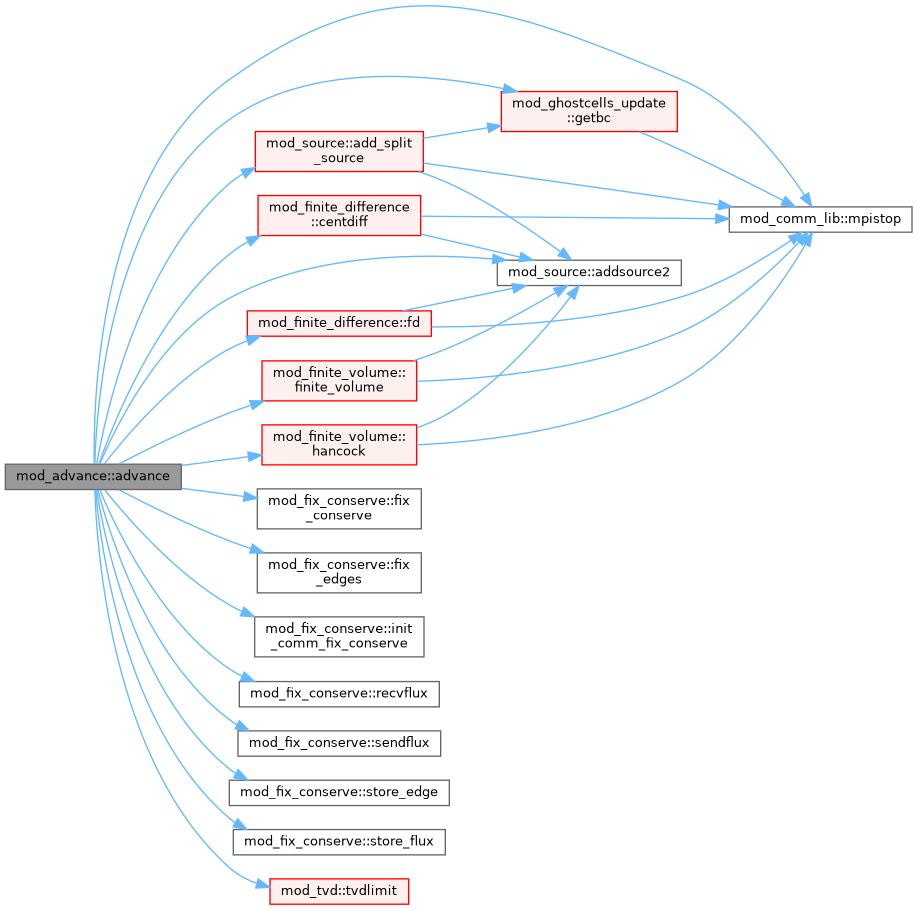 mod_ghostcells_update
::getbc
mod_source::add_split
_source
mod_finite_difference
::centdiff
mod_comm_lib::mpistop
mod_source::addsource2
mod_finite_difference::fd
mod_finite_volume::
finite_volume
mod_finite_volume::
hancock
mod_advance::advance
mod_fix_conserve::fix
_conserve
mod_fix_conserve::fix
_edges
mod_fix_conserve::init
_comm_fix_conserve
mod_fix_conserve::recvflux
mod_fix_conserve::sendflux
mod_fix_conserve::store_edge
mod_fix_conserve::store_flux
mod_tvd::tvdlimit